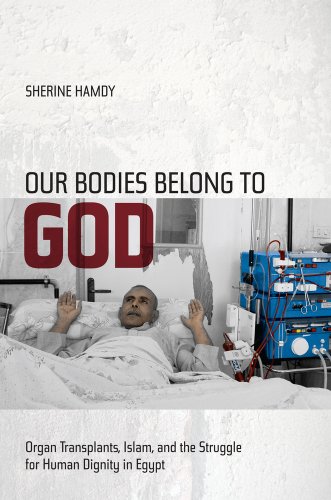 SHERINE HAMDY
OUR BODIES BELONG TO
GOD
Organ Transplants, Islam, and the Struggle
for Human Dignity in Egypt